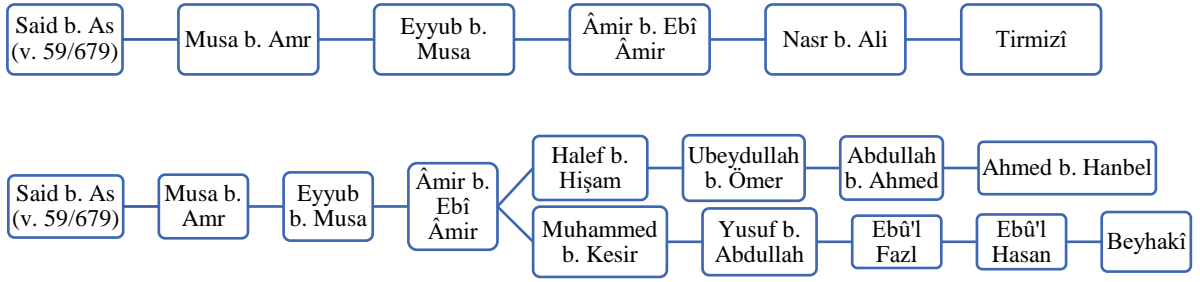 Said b. As
(v. 59/679)
Musa b. Amr
Eyyub b.
Musa
Âmir b. Ebî
Âmir
Nasr b. Ali
Tirmizî
Said b. As
(v. 59/679)
Musa b.
Amr
Eyyub
b. Musa
Âmir b.
Ebî
Âmir
Halef b.
Hişam
Ubeydullah
b. Ömer
Abdullah
b. Ahmed
Ahmed b. Hanbel
Muhammed
b. Kesir
Yusuf b.
Abdullah
Ebû'l
Fazl
Ebû'l
Hasan
Beyhakî